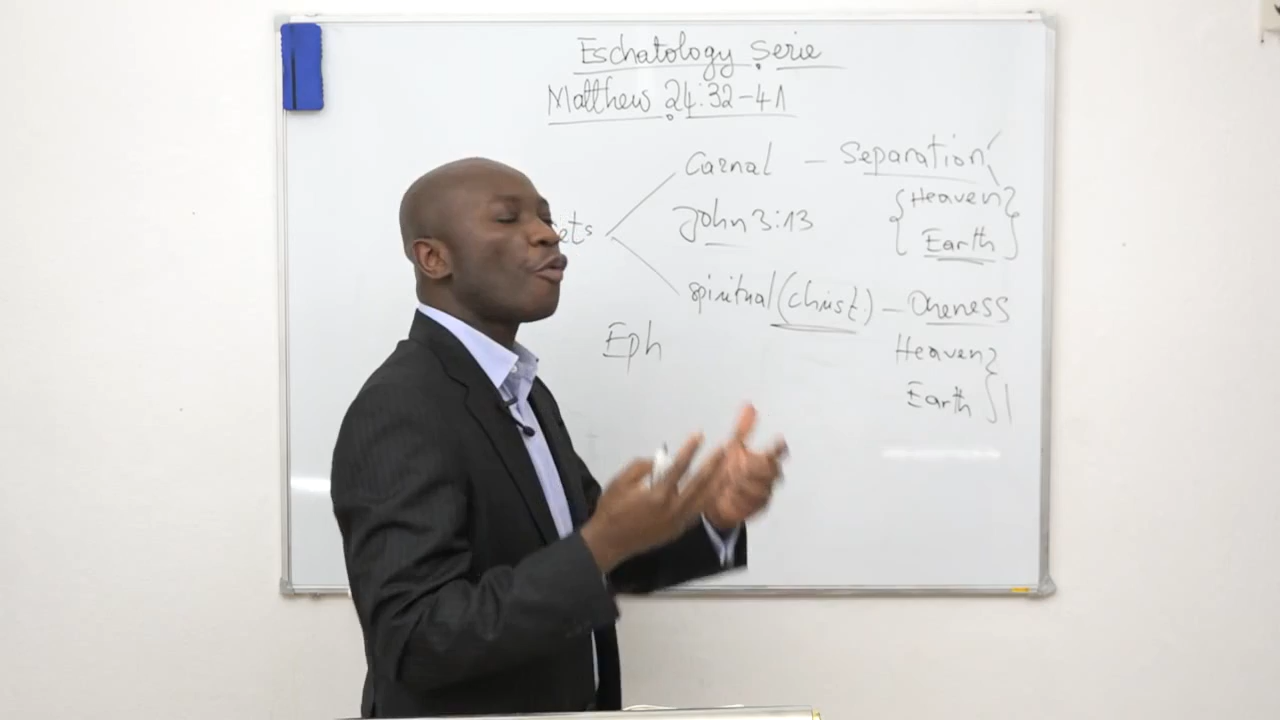 Eschatology Serie
Matthew 24:32-41
Carnal - Separation
John 3:13
{Heaven}
{Earth}
spiritual (christ.) - Oneness
Eph
Heaven}
Earth } 1